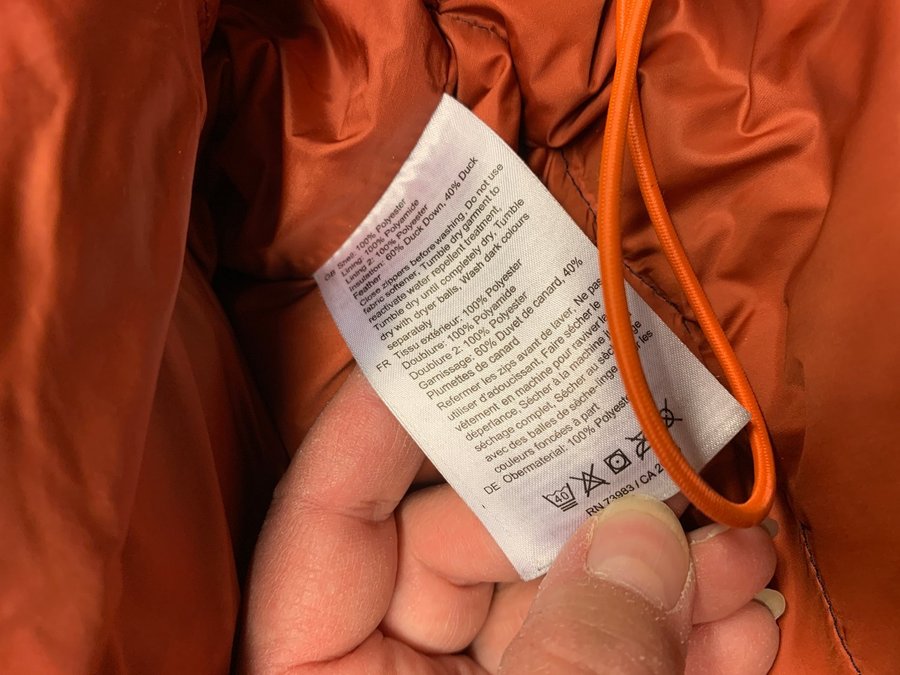 GB Shell: 100% Polyester
Lining: 100% Polyamide
Lining 2: 100% Polyester
Insulation: 60% Duck Down, 40% Duck
Feather
Close zippers before washing, Do not use
fabric softener, Tumble dry garment to
reactivate water repellent treatment,
Tumble dry until completely dry, Tumble
dry with dryer balls, Wash dark colours
separately
FR Tissu extérieur: 100% Polyester
Doublure: 100% Polyamide
Doublure 2: 100% Polyester
Garnissage: 60% Duvet de canard, 40%
Plumettes de canard
Refermer les zips avant de laver, Ne pas
utiliser d'adoucissant, Faire sécher le
vêtement en machine pour raviver la
déperlance, Sécher à la machine
séchage complet, Sécher au sèche
avec des balles de sèche-linge les
couleurs foncées à part
DE Obermaterial: 100% Polyester
40
RN 73983 / CA 2